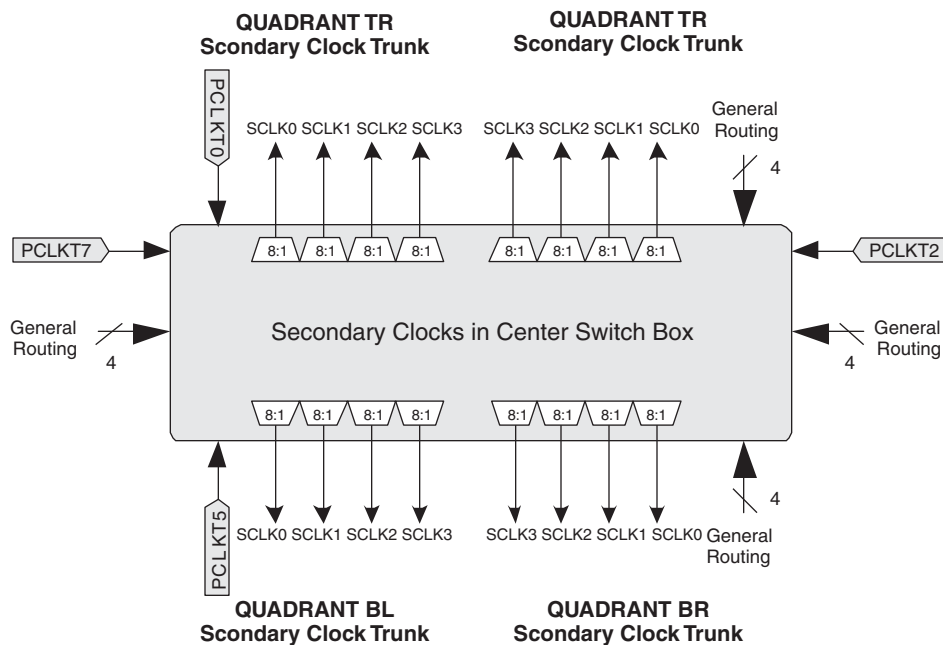 QUADRANT TR
Scondary Clock Trunk
QUADRANT TR
Scondary Clock Trunk
PCLKT0
SCLK0 SCLK1 SCLK2 SCLK3
SCLK3 SCLK2 SCLK1 SCLK0
General
Routing
4
8:1 8:1 8:1 8:1
8:1 8:1 8:1 8:1
PCLKT7
PCLKT2
General
Routing
4
Secondary Clocks in Center Switch Box
4
General
Routing
8:1 8:1 8:1 8:1
8:1 8:1 8:1 8:1
PCLKT5
4
SCLK0 SCLK1 SCLK2 SCLK3
SCLK3 SCLK2 SCLK1 SCLK0
General
Routing
QUADRANT BL
Scondary Clock Trunk
QUADRANT BR
Scondary Clock Trunk